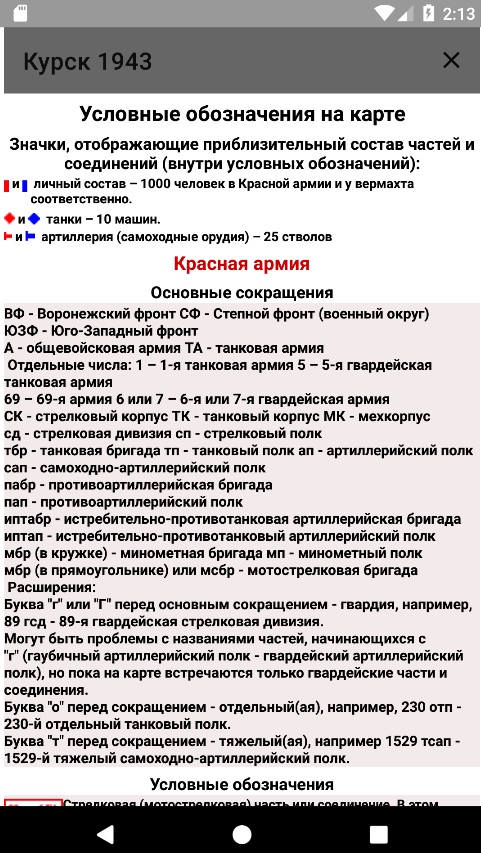 2:13
Курск 1943
Условные обозначения на карте
Значки, отображающие приблизительный состав частей и
соединений (внутри условных обозначений):
и личный состав – 1000 человек в Красной армии и у вермахта
соответственно.
и танки – 10 машин.
и артиллерия (самоходные орудия) – 25 стволов
Красная армия
Основные сокращения
ВФ - Воронежский фронт СФ - Степной фронт (военный округ)
ЮЗФ - Юго-Западный фронт
А - общевойсковая армия ТА - танковая армия
Отдельные числа: 1 – 1-я танковая армия 5 – 5-я гвардейская
танковая армия
69 – 69-я армия 6 или 7 – 6-я или 7-я гвардейская армия
СК - стрелковый корпус ТК - танковый корпус МК - мехкорпус
сд - стрелковая дивизия сп - стрелковый полк
тбр - танковая бригада тп - танковый полк ап - артиллерийский полк
сап - самоходно-артиллерийский полк
пабр - противоартиллерийская бригада
пап - противоартиллерийский полк
иптабр - истребительно-противотанковая артиллерийская бригада
иптап - истребительно-противотанковый артиллерийский полк
мбр (в кружке) - минометная бригада мп - минометный полк
мбр (в прямоугольнике) или мсбр - мотострелковая бригада
Расширения:
Буква "г" или "Г" перед основным сокращением - гвардия, например,
89 гсд - 89-я гвардейская стрелковая дивизия.
Могут быть проблемы с названиями частей, начинающихся с
"г" (гаубичный артиллерийский полк - гвардейский артиллерийский
полк), но пока на карте встречаются только гвардейские части и
соединения.
Буква "о" перед сокращением - отдельный(ая), например, 230 отп -
230-й отдельный танковый полк.
Буква "т" перед сокращением - тяжелый(ая), например 1529 тсап -
1529-й тяжелый самоходно-артиллерийский полк.
Условные обозначения
Стрелковая (мотострелковая) часть или соединение. В этом